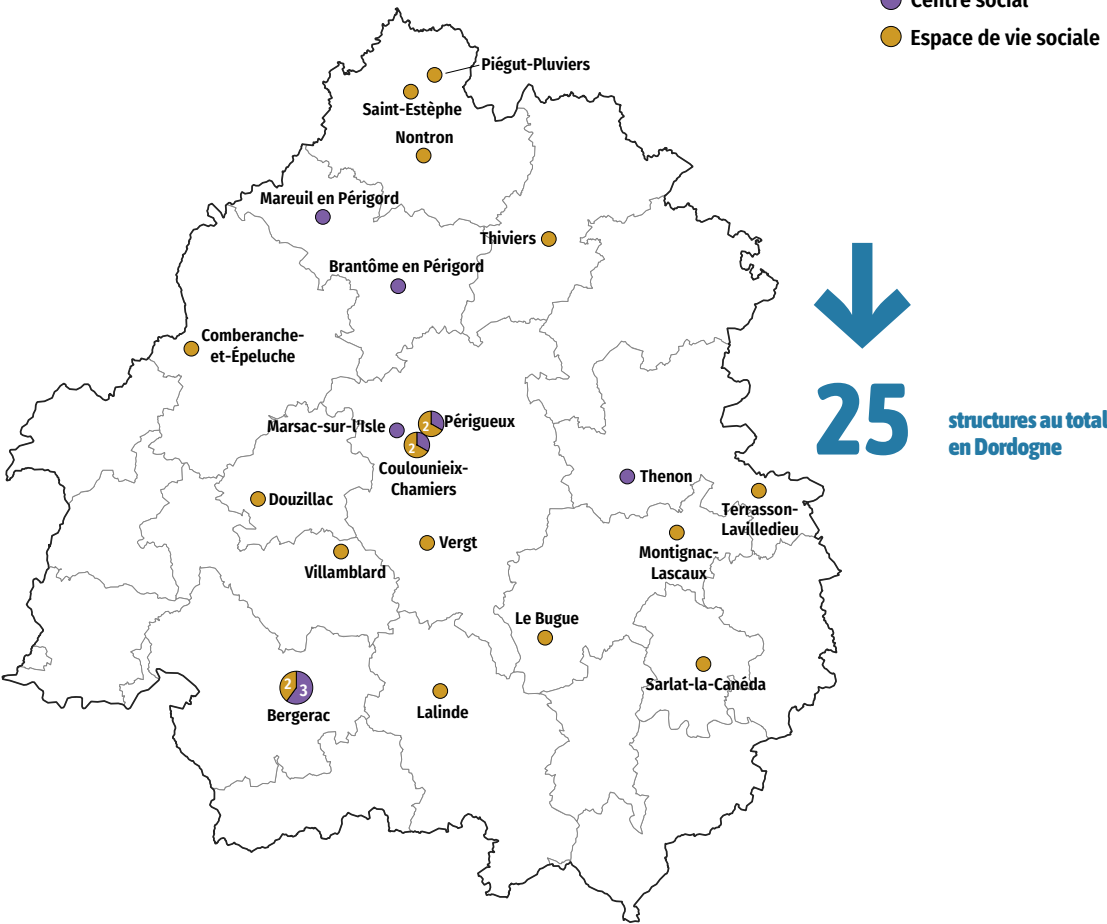 Centre social
Espace de vie sociale
Piégut-Pluviers
Saint-Estèphe
Nontron
Mareuil en Périgord
Thiviers
Brantôme en Périgord
Comberanche-
et-Épeluche
Marsac-sur-l'Isle
2
Périgueux
2
Coulounieix-
Chamiers
25
structures au total
en Dordogne
Thenon
Douzillac
Terrasson-
Lavilledieu
Vergt
Montignac-
Lascaux
Villamblard
Le Bugue
Sarlat-la-Canéda
2
3
Bergerac
Lalinde